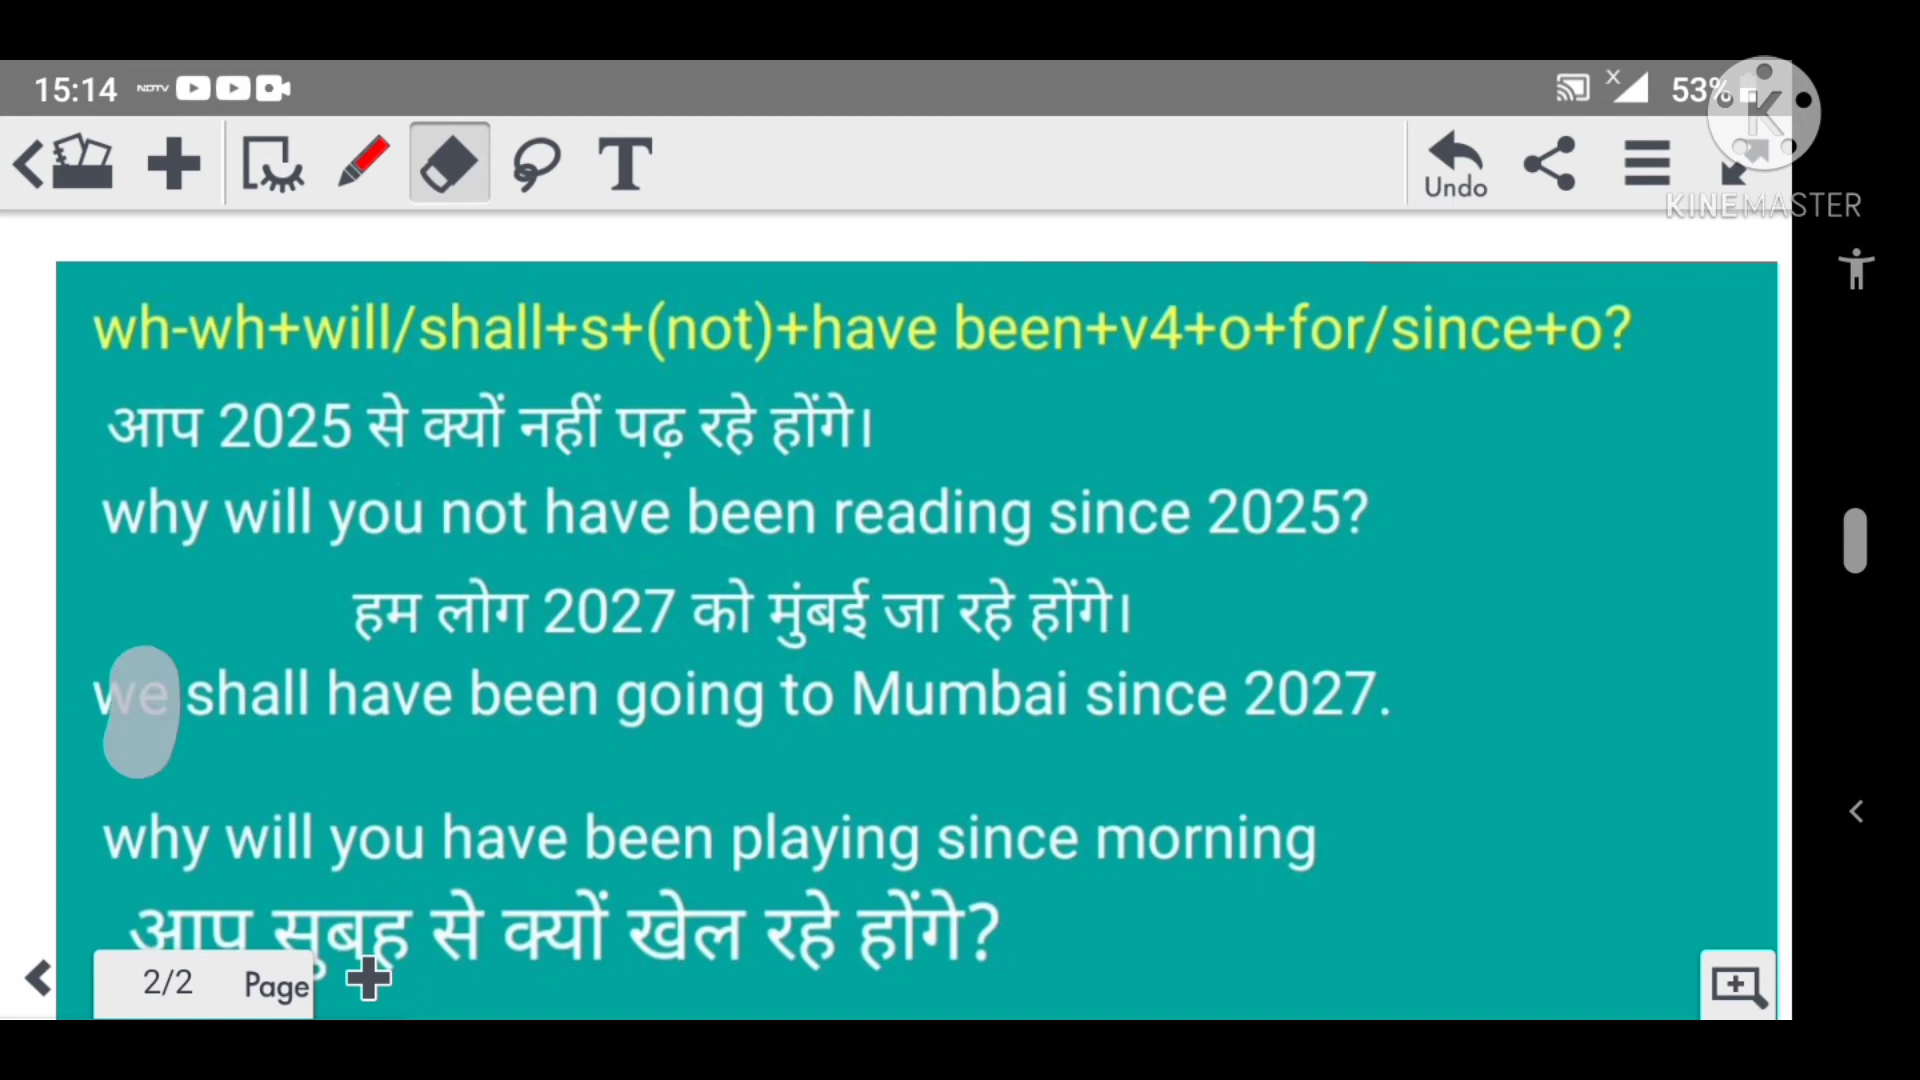 15:14 NDTV 53%
Undo
KINEMASTER
wh-wh+will/shall+s+(not)+have been+v4+o+for/since+o?
आप 2025 से क्यों नहीं पढ़ रहे होंगे।
why will you not have been reading since 2025?
हम लोग 2027 को मुंबई जा रहे होंगे।
we shall have been going to Mumbai since 2027.
why will you have been playing since morning
आप सुबह से क्यों खेल रहे होंगे?
2/2 Page